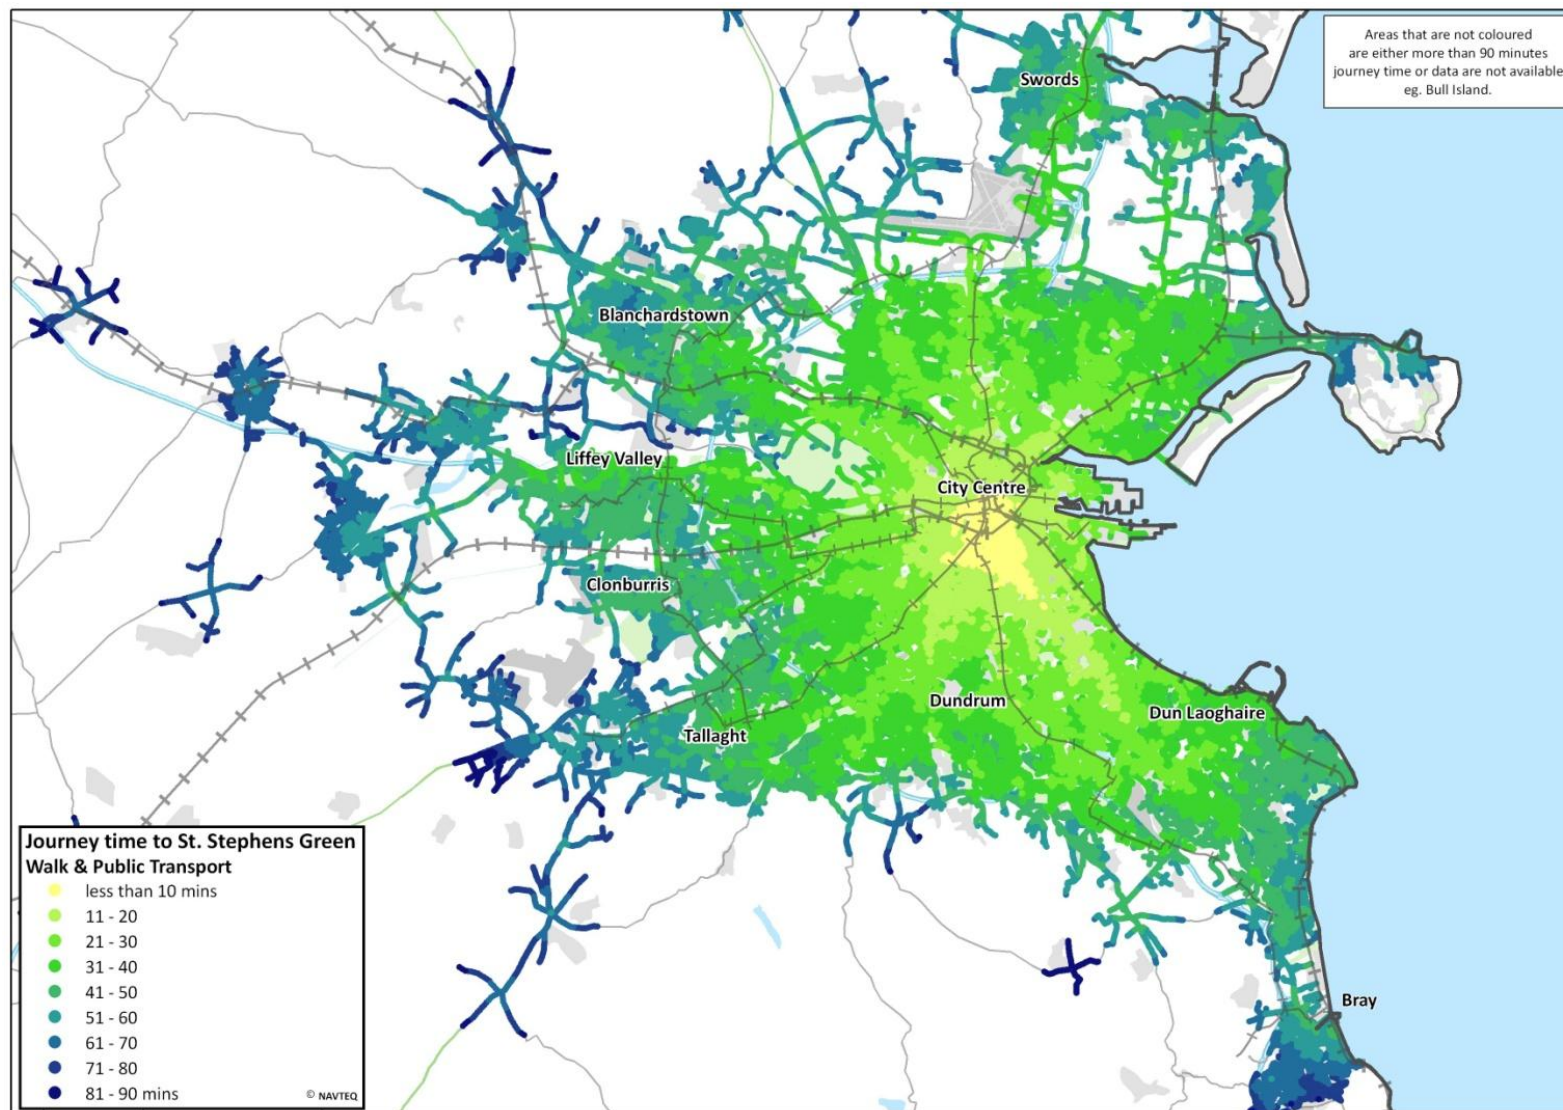 Areas that are not coloured
are either more than 90 minutes
journey time or data are not available
eg. Bull Island.
Swords
Blanchardstown
Liffey Valley
City Centre
Clonburris
Dundrum
Dun Laoghaire
Tallaght
Bray
Journey time to St. Stephens Green
Walk & Public Transport
less than 10 mins
11 - 20
21 - 30
31 - 40
41 - 50
51 - 60
61 - 70
71 - 80
81 - 90 mins
© NAVTEQ